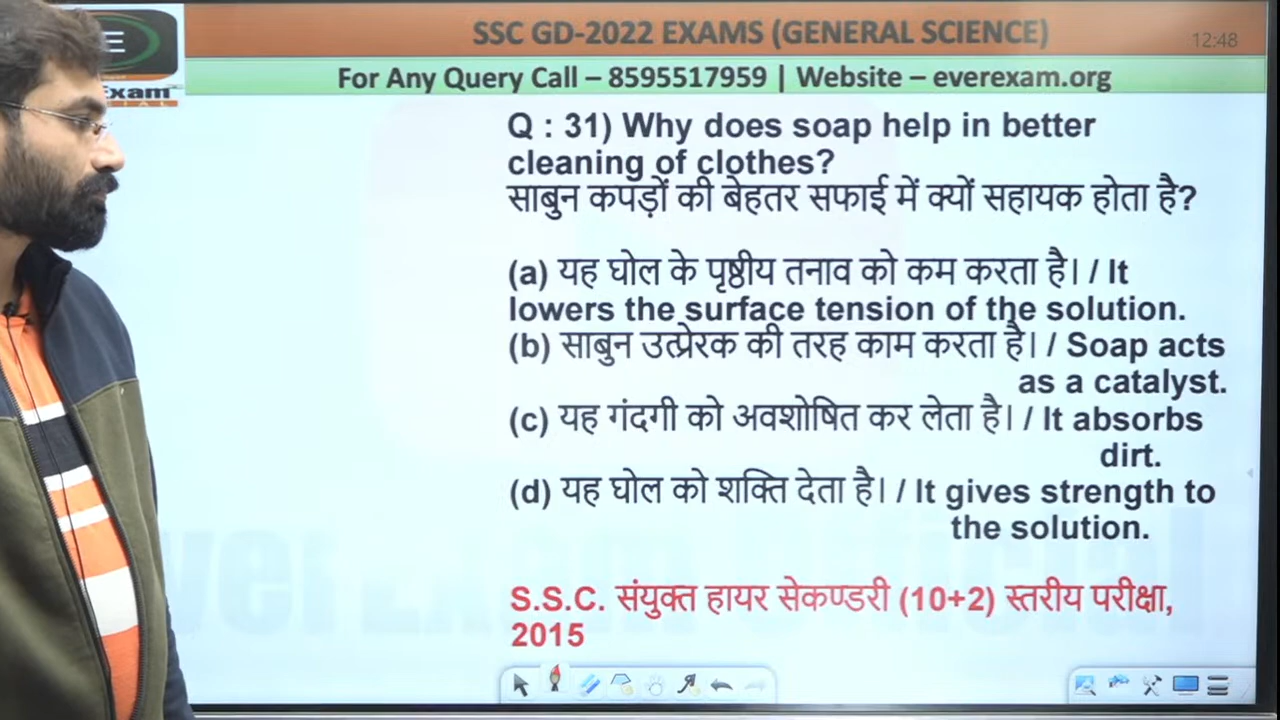 SSC GD-2022 EXAMS (GENERAL SCIENCE)
12:48
For Any Query Call – 8595517959 | Website – everexam.org
E
Exam
Q : 31) Why does soap help in better
cleaning of clothes?
साबुन कपड़ों की बेहतर सफाई में क्यों सहायक होता है?
(a) यह घोल के पृष्ठीय तनाव को कम करता है। / It
lowers the surface tension of the solution.
(b) साबुन उत्प्रेरक की तरह काम करता है। / Soap acts
as a catalyst.
(c) यह गंदगी को अवशोषित कर लेता है। / It absorbs
dirt.
(d) यह घोल को शक्ति देता है। / It gives strength to
the solution.
S.S.C. संयुक्त हायर सेकण्डरी (10+2) स्तरीय परीक्षा,
2015